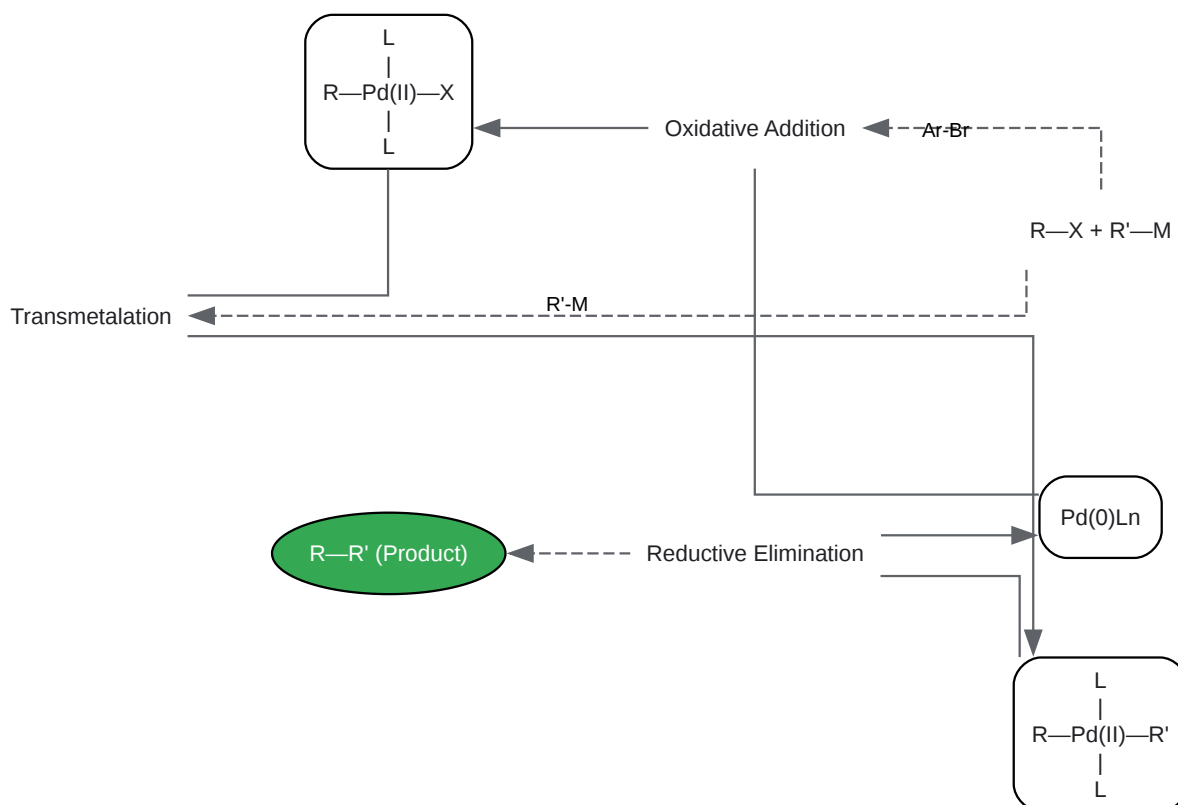 L
|
R—Pd(II)—X
|
L
Oxidative Addition
Ar-Br
R—X + R'—M
Transmetalation
R'-M
Pd(0)Ln
R—R' (Product)
Reductive Elimination
L
|
R—Pd(II)—R'
|
L